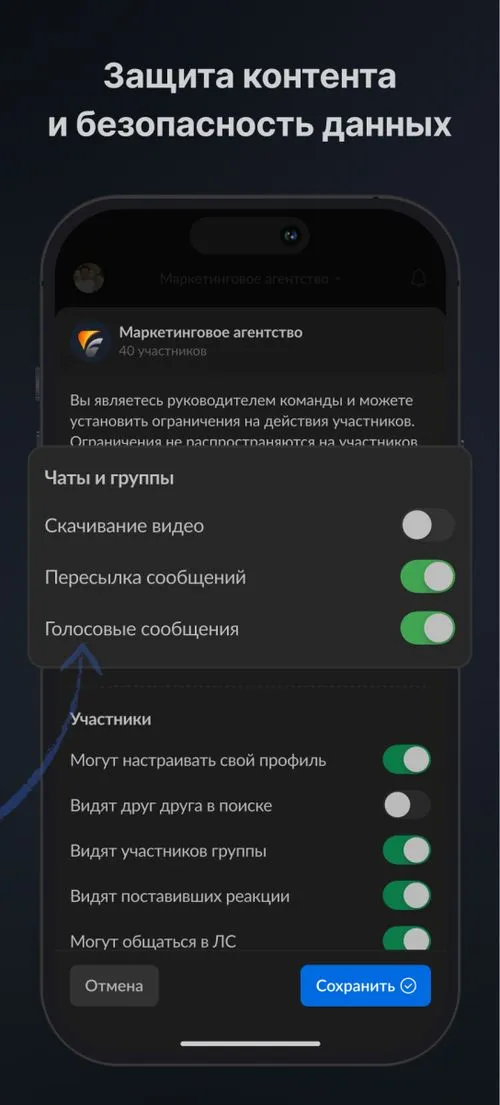 Защита контента
и безопасность данных
Маркетинговое агентство
Маркетинговое агентство
40 участников
Вы являетесь руководителем команды и можете
установить ограничения на действия участников.
Ограничения не распространяются на участников
Чаты и группы
Скачивание видео
Пересылка сообщений
Голосовые сообщения
Участники
Могут настраивать свой профиль
Видят друг друга в поиске
Видят участников группы
Видят поставивших реакции
Могут общаться в ЛС
Отмена
Сохранить